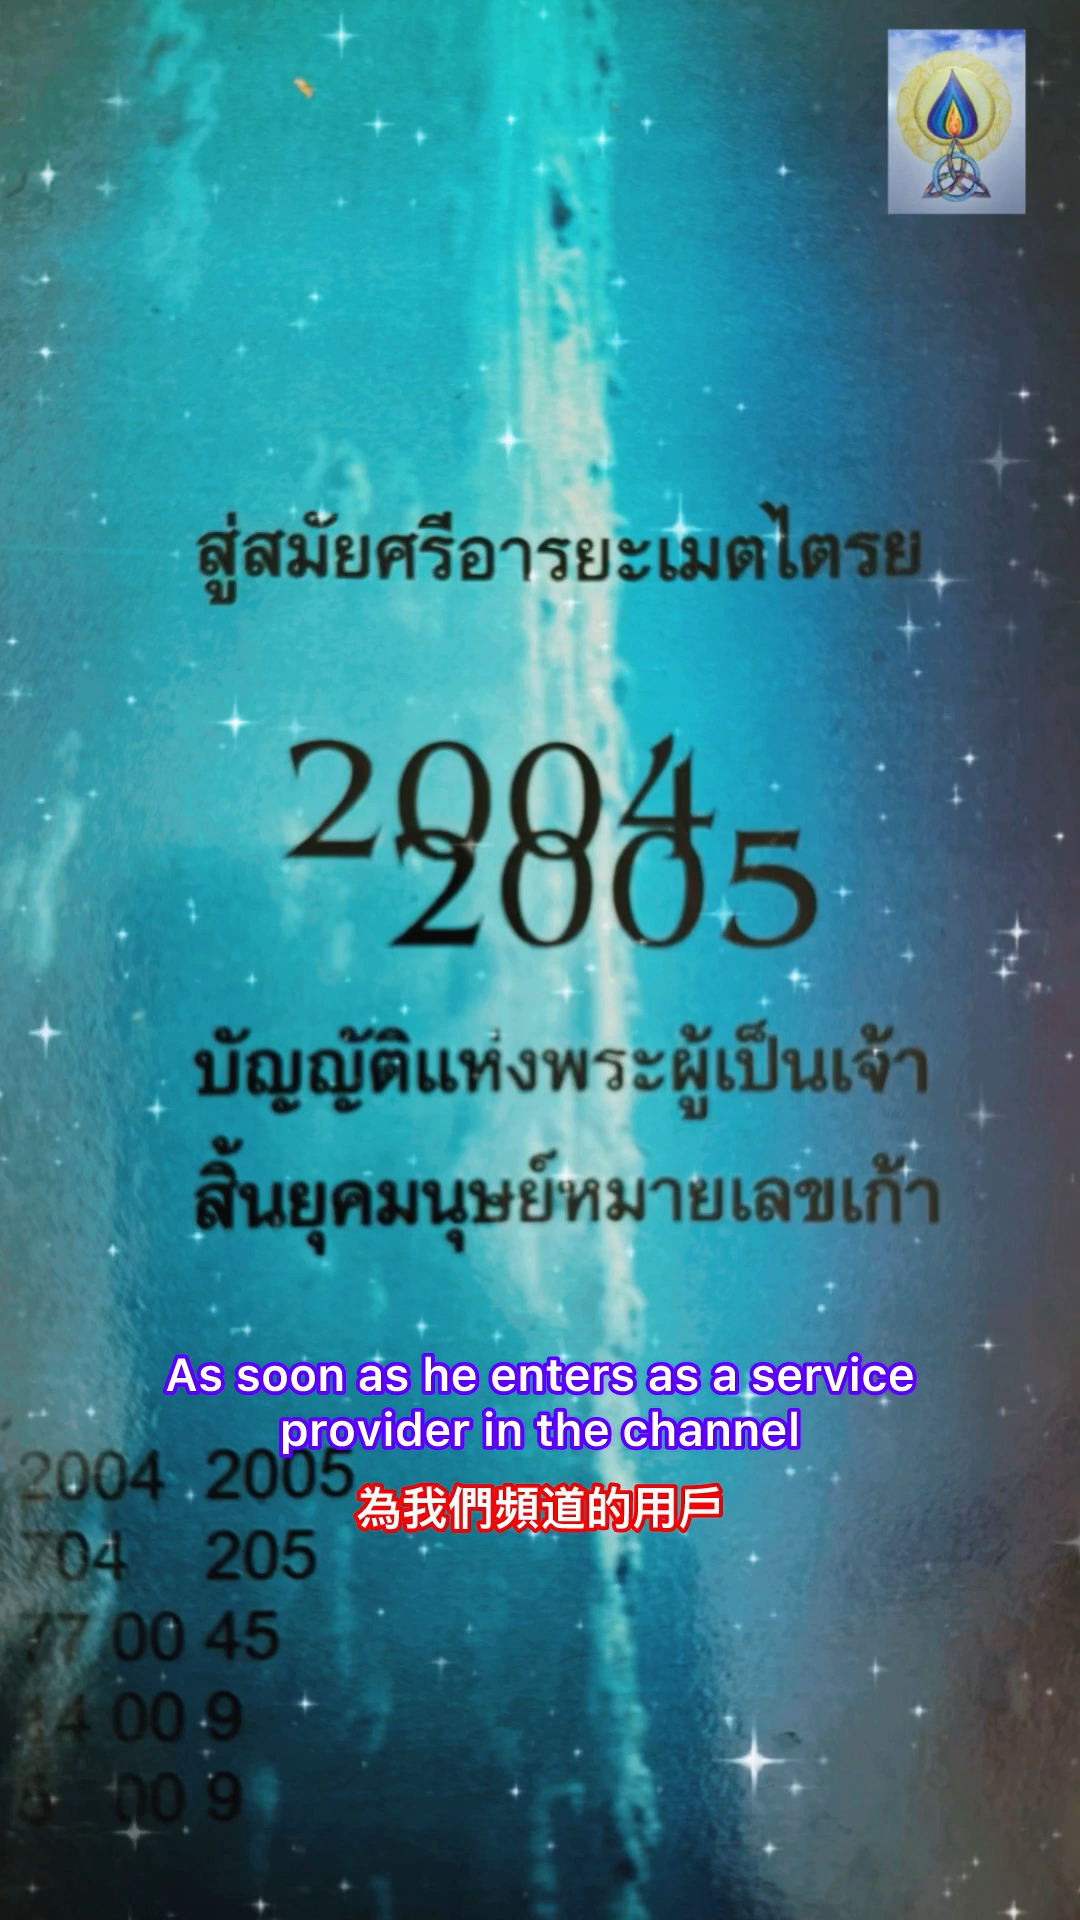 สู่สมัยศรีอารยะเมตไตรย
2004
2005
บัญญัติแห่งพระผู้เป็นเจ้า
สิ้นยุคมนุษย์หมายเลขเก้า
As soon as he enters as a service
provider in the channel
2004 2005
為我們頻道的用戶
704 205
77 00 45
14 00 9
5 00 9